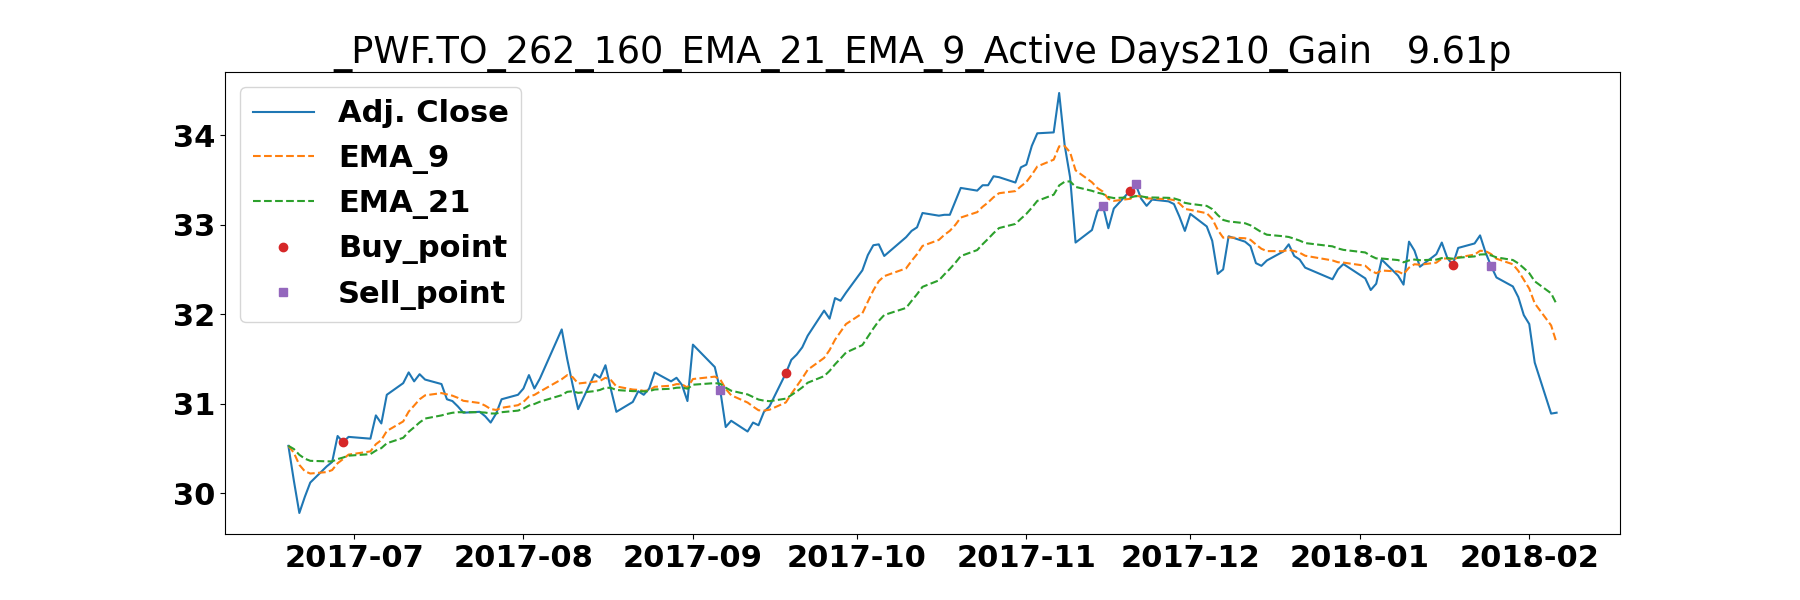 _PWF.TO_262_160_EMA_21_EMA_9_Active Days210_Gain   9.61p
Adj. Close
EMA_9
EMA_21
Buy_point
Sell_point
34
33
32
31
30
2017-07 2017-08 2017-09 2017-10 2017-11 2017-12 2018-01 2018-02